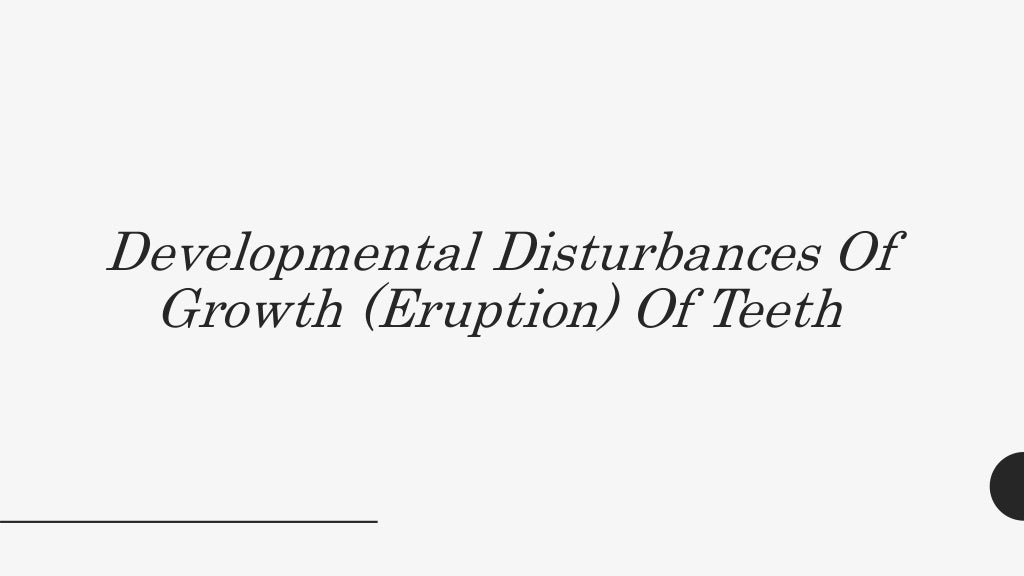 Developmental Disturbances Of
Growth (Eruption) Of Teeth